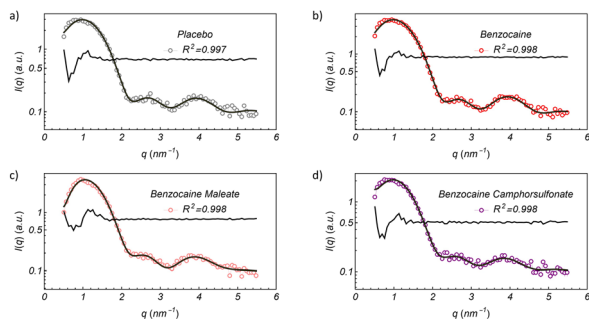 a)
Placebo
R²=0.997
1
0.5
0.1
I(q) (a.u.)
0 1 2 3 4 5 6
q (nm⁻¹)
b)
Benzocaine
R²=0.998
1
0.5
0.1
I(q) (a.u.)
0 1 2 3 4 5 6
q (nm⁻¹)
c)
Benzocaine Maleate
R²=0.998
1
0.5
0.1
I(q) (a.u.)
0 1 2 3 4 5 6
q (nm⁻¹)
d)
Benzocaine Camphorsulfonate
R²=0.998
1
0.5
0.1
I(q) (a.u.)
0 1 2 3 4 5 6
q (nm⁻¹)